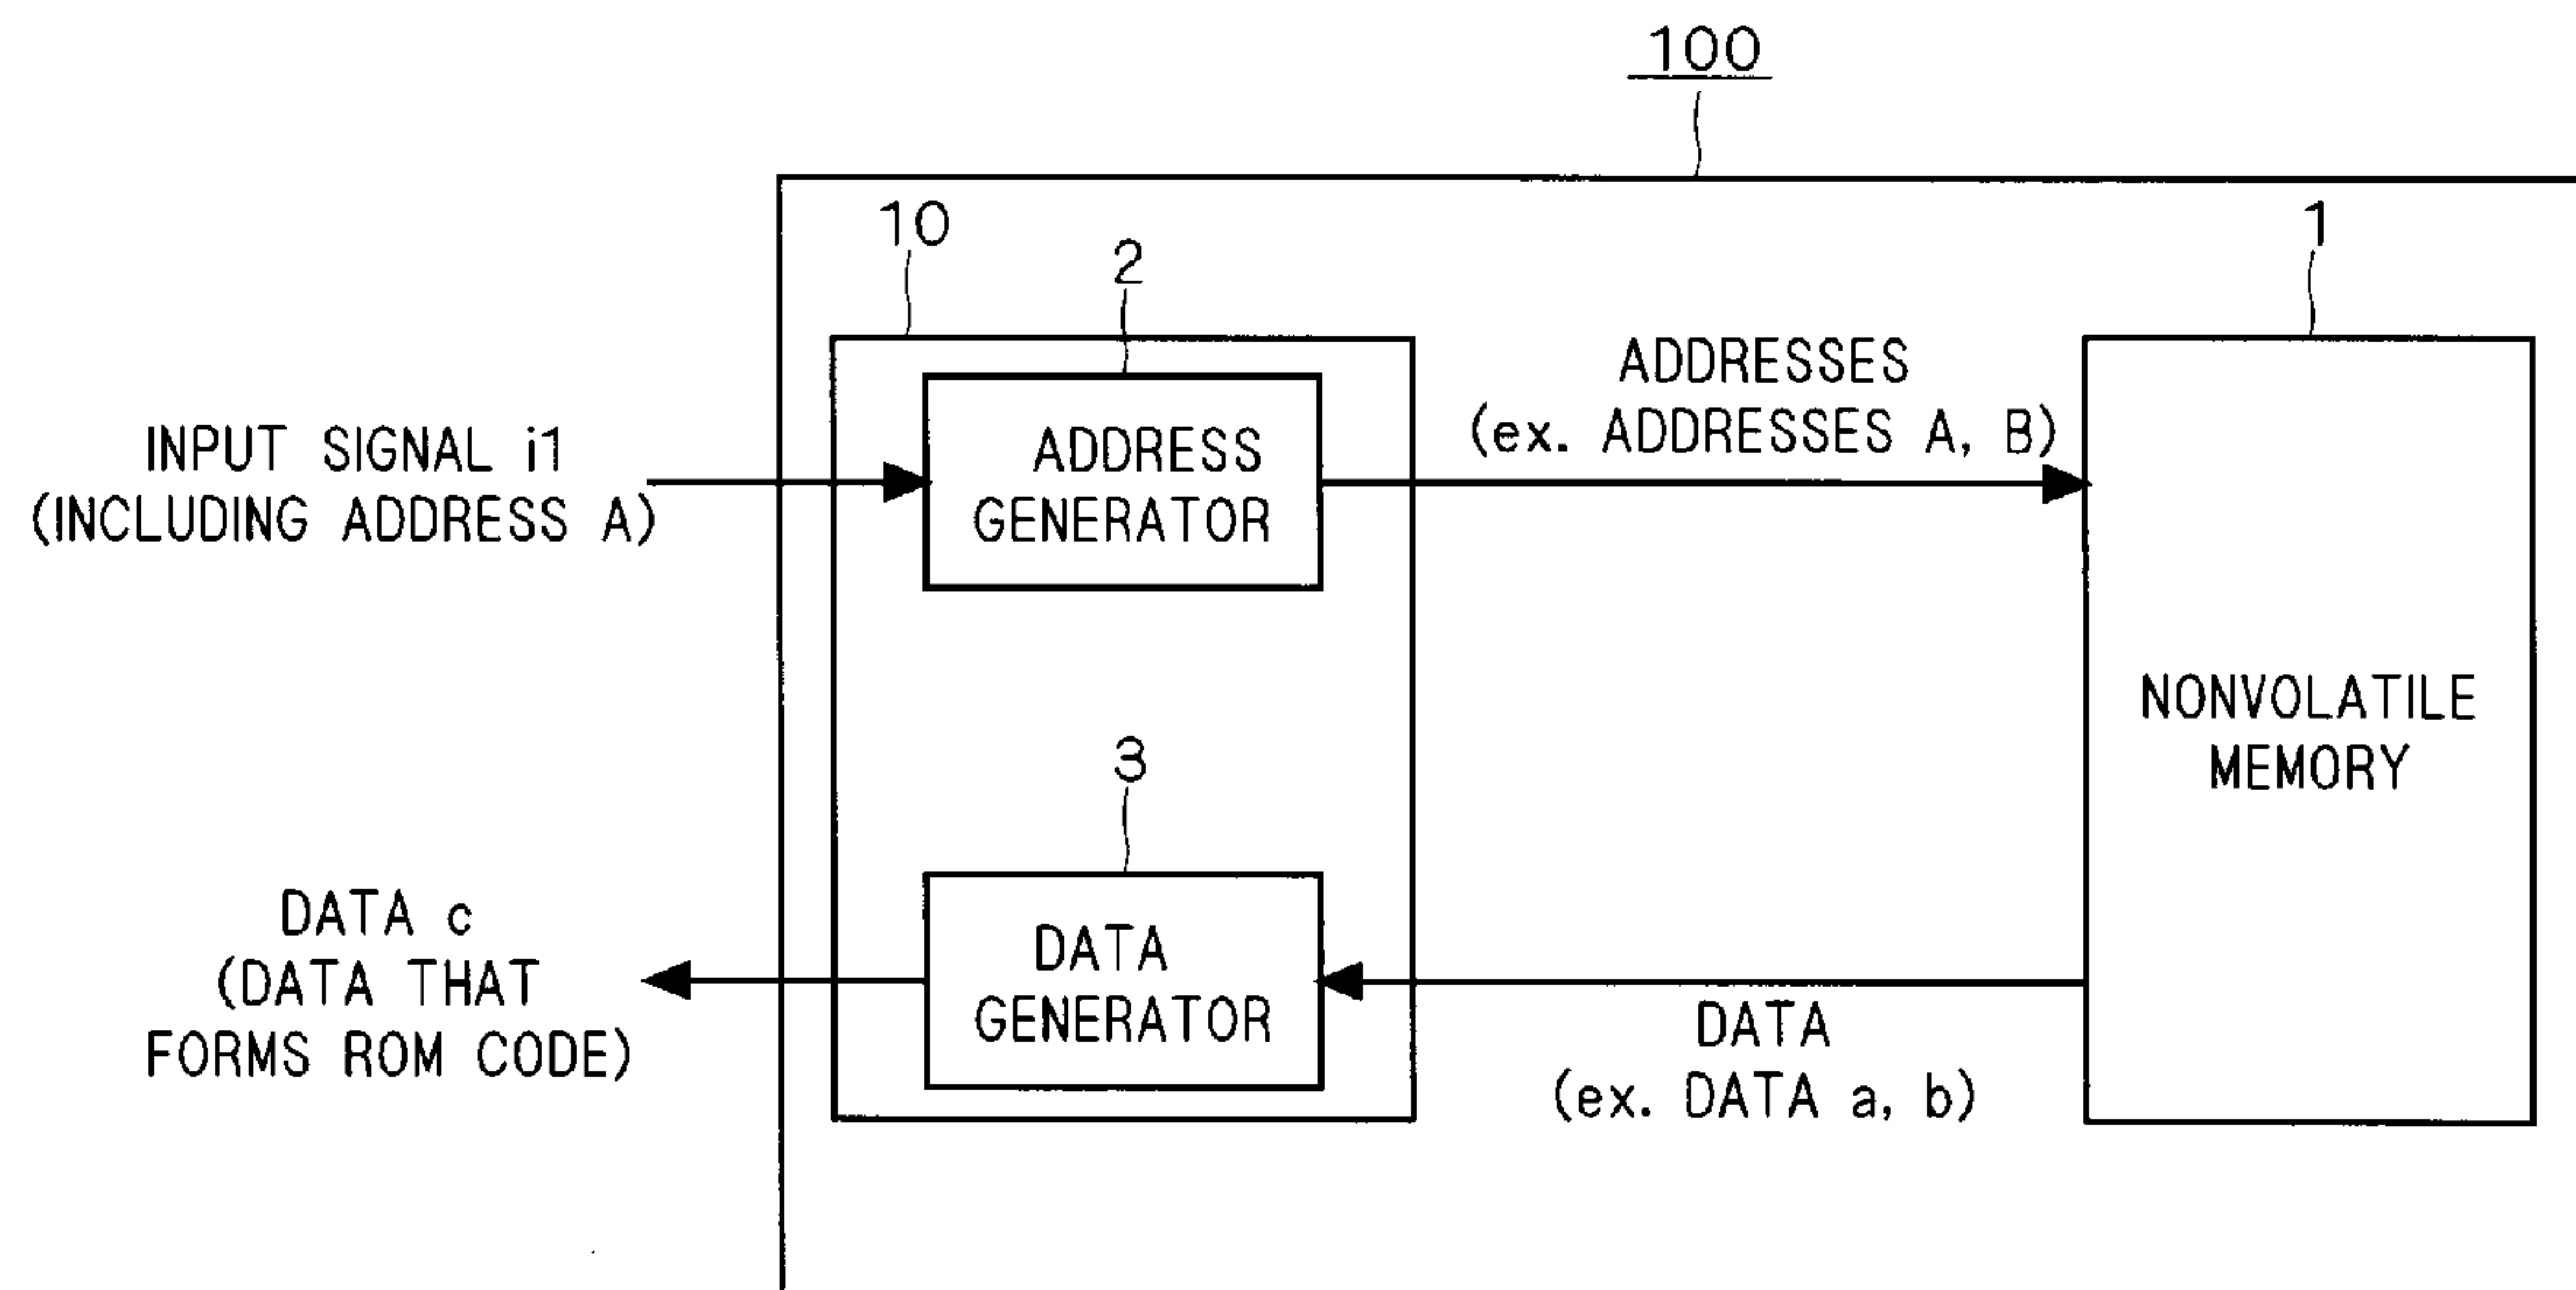 100
10
2
1
INPUT SIGNAL i1
(INCLUDING ADDRESS A)
ADDRESS
GENERATOR
ADDRESSES
(ex. ADDRESSES A, B)
NONVOLATILE
MEMORY
3
DATA c
(DATA THAT
FORMS ROM CODE)
DATA
GENERATOR
DATA
(ex. DATA a, b)